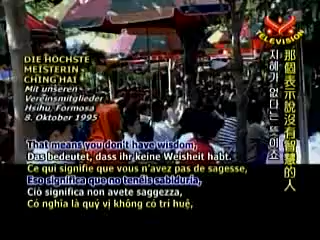 TELEVISION
DIE HÖCHSTE
MEISTERIN
CHING HAI
Mit unseren
Vereinsmitglieder
Hsihu, Formosa
8. Oktober 1995
那個表示說沒有智慧的人
지혜가 없다는 뜻이죠
That means you don't have wisdom,
Das bedeutet, dass ihr keine Weisheit habt.
Ce qui signifie que vous n'avez pas de sagesse,
Eso significa que no tenéis sabiduría,
Ciò significa non avete saggezza,
Có nghĩa là quý vị không có trí huệ,